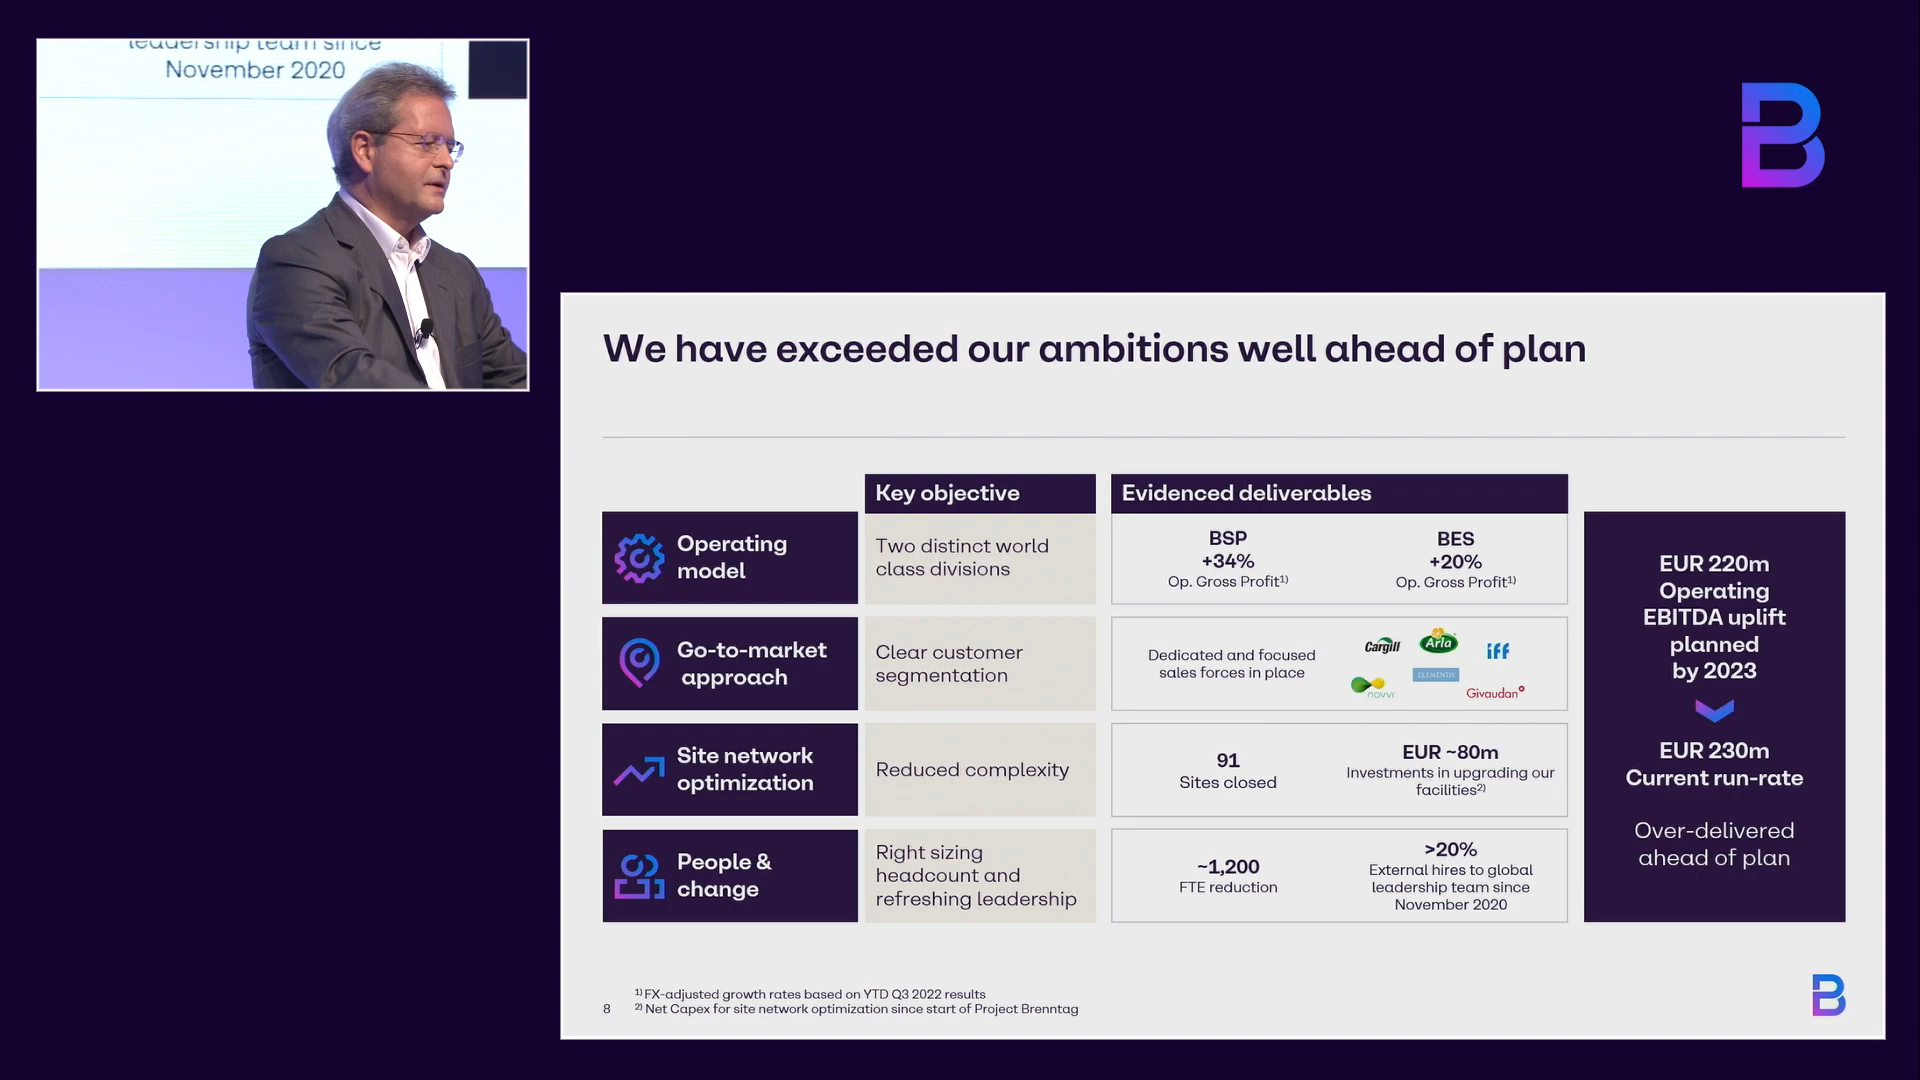 leadership team since
November 2020
B
We have exceeded our ambitions well ahead of plan
Key objective
Evidenced deliverables
Operating
model
Two distinct world
class divisions
BSP
+34%
Op. Gross Profit¹⁾
BES
+20%
Op. Gross Profit¹⁾
Go-to-market
approach
Clear customer
segmentation
Dedicated and focused
sales forces in place
Cargill
Arla
iff
novvi
ELEMENTIS
Givaudan
Site network
optimization
Reduced complexity
91
Sites closed
EUR ~80m
Investments in upgrading our
facilities²⁾
People &
change
Right sizing
headcount and
refreshing leadership
~1,200
FTE reduction
>20%
External hires to global
leadership team since
November 2020
EUR 220m
Operating
EBITDA uplift
planned
by 2023
EUR 230m
Current run-rate
Over-delivered
ahead of plan
¹⁾ FX-adjusted growth rates based on YTD Q3 2022 results
8 ²⁾ Net Capex for site network optimization since start of Project Brenntag
B